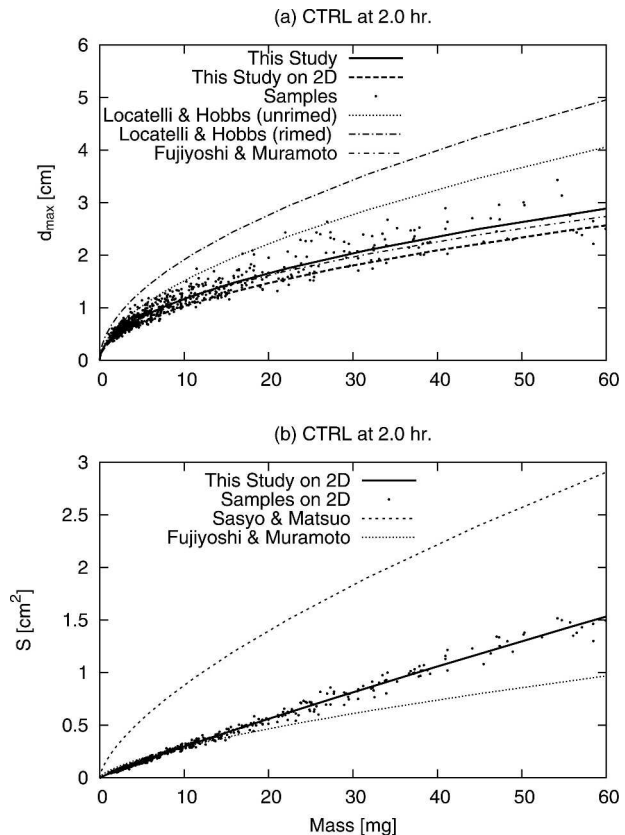 (a) CTRL at 2.0 hr.
6
5
4
3
2
1
0
d_max [cm]
This Study
This Study on 2D
Samples
Locatelli & Hobbs (unrimed)
Locatelli & Hobbs (rimed)
Fujiyoshi & Muramoto
0 10 20 30 40 50 60
(b) CTRL at 2.0 hr.
3
2.5
2
1.5
1
0.5
0
S [cm²]
This Study on 2D
Samples on 2D
Sasyo & Matsuo
Fujiyoshi & Muramoto
0 10 20 30 40 50 60
Mass [mg]